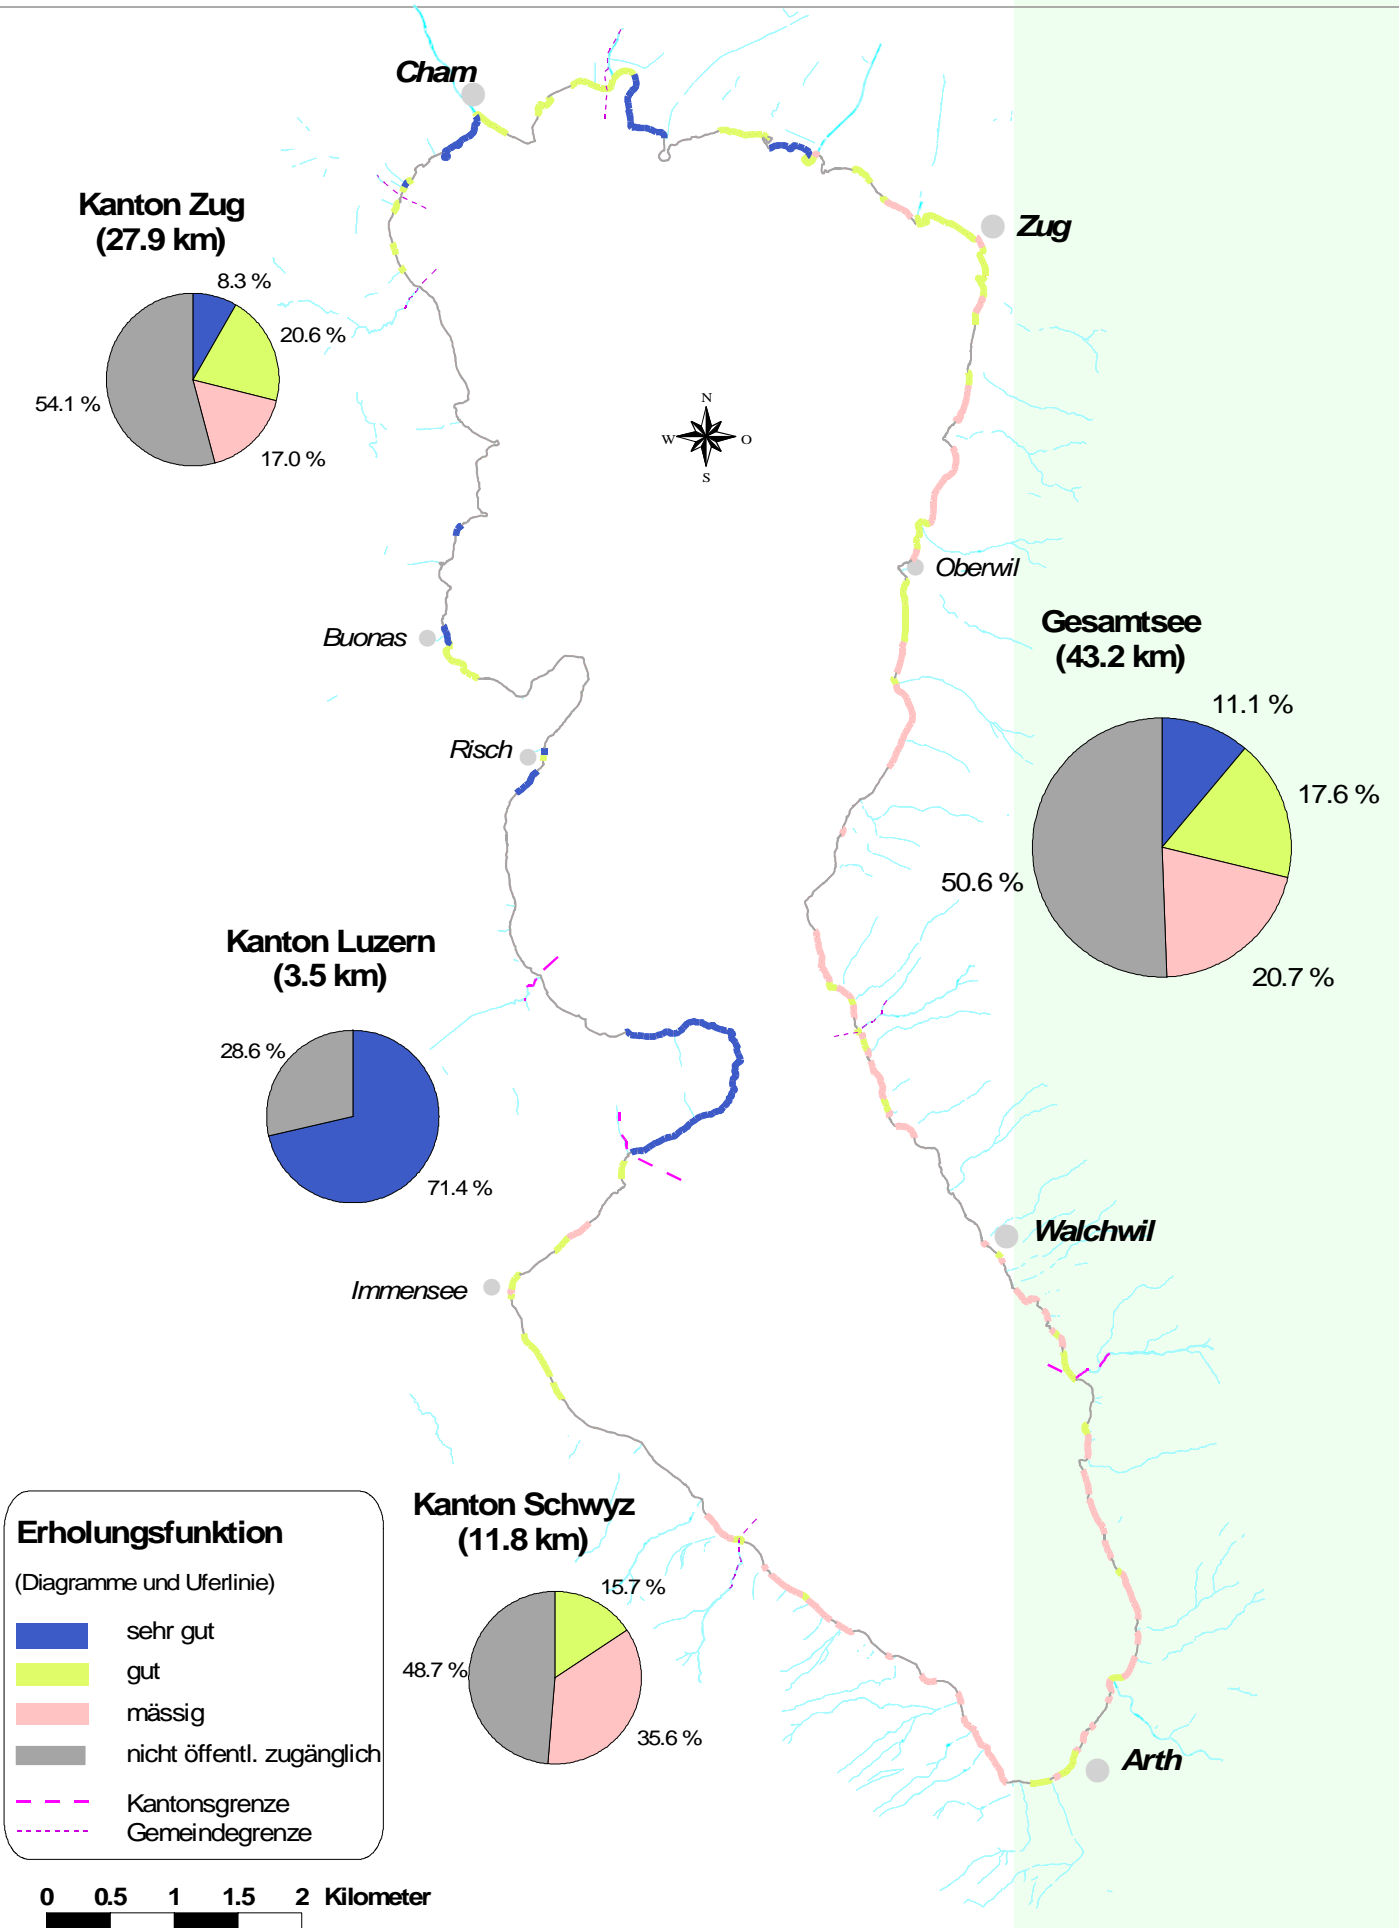 Cham
Kanton Zug
(27.9 km)
8.3 %
20.6 %
54.1 %
17.0 %
Zug
N
W
O
S
Oberwil
Buonas
Gesamtsee
(43.2 km)
11.1 %
17.6 %
50.6 %
20.7 %
Risch
Kanton Luzern
(3.5 km)
28.6 %
71.4 %
Walchwil
Immensee
Kanton Schwyz
(11.8 km)
15.7 %
48.7 %
35.6 %
Arth
Erholungsfunktion
(Diagramme und Uferlinie)
sehr gut
gut
mässig
nicht öffentl. zugänglich
Kantonsgrenze
Gemeindegrenze
0 0.5 1 1.5 2 Kilometer